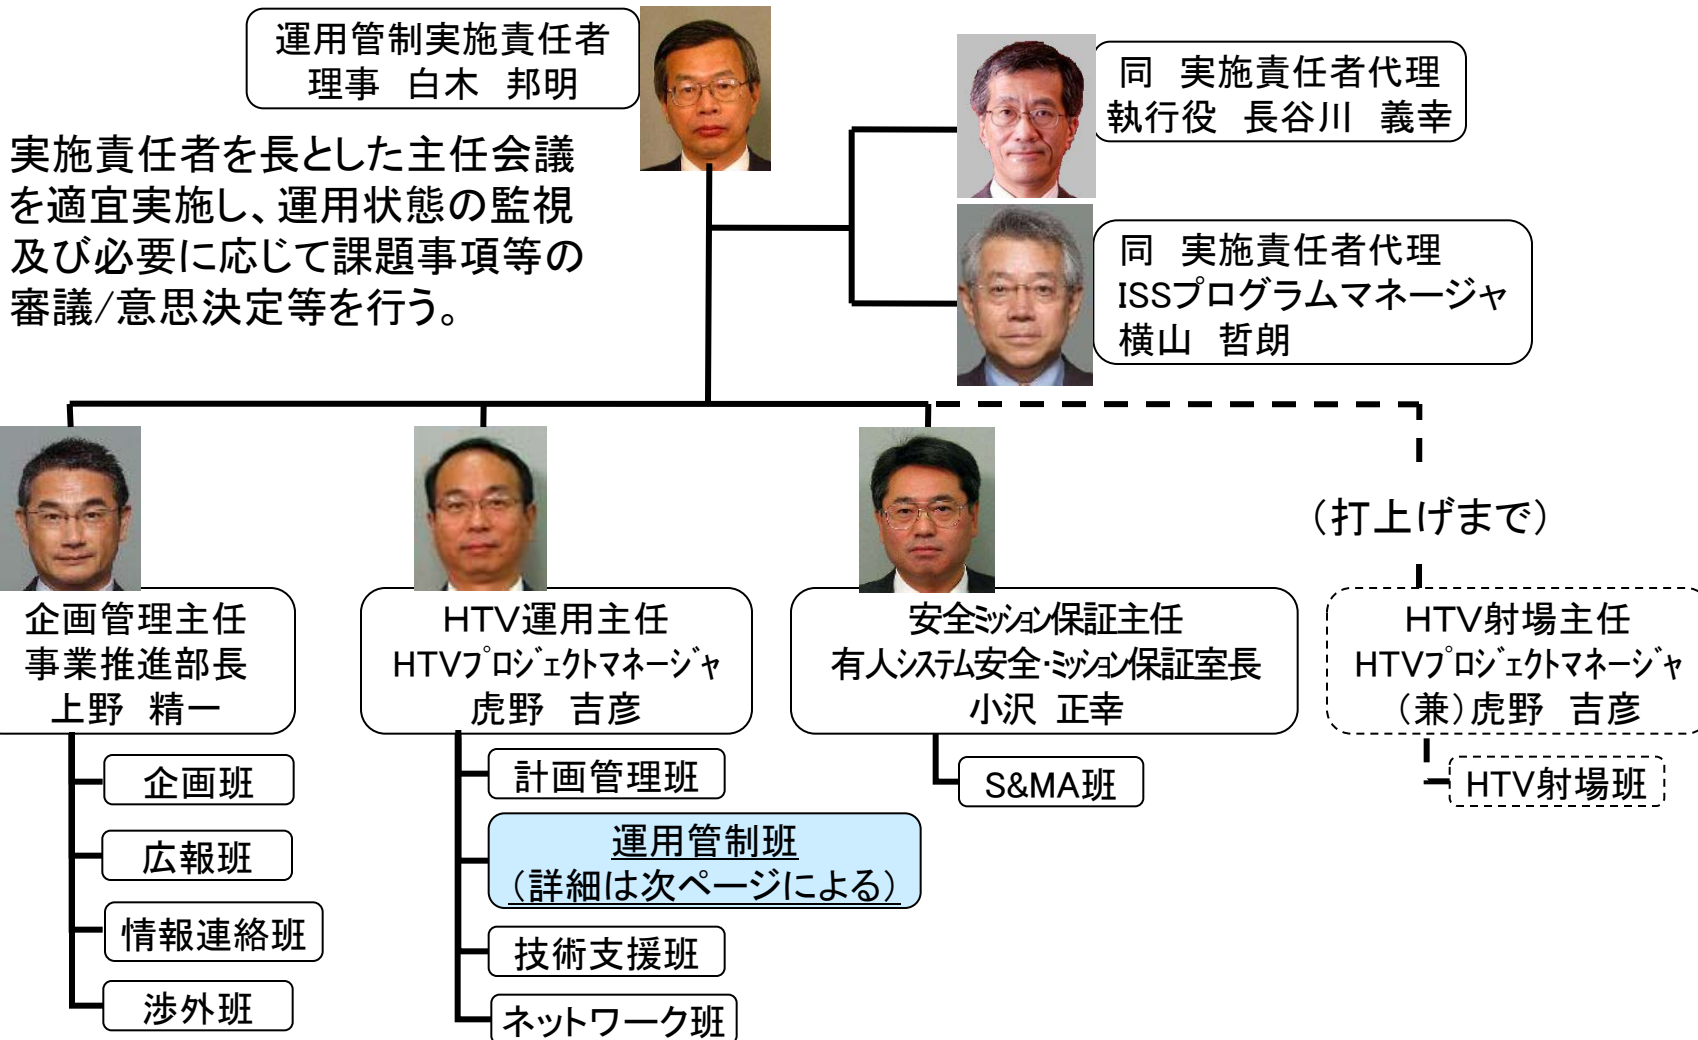 運用管制実施責任者
理事　白木　邦明
同　実施責任者代理
執行役　長谷川　義幸
実施責任者を長とした主任会議
を適宜実施し、運用状態の監視
及び必要に応じて課題事項等の
審議/意思決定等を行う。
同　実施責任者代理
ISSプログラムマネージャ
横山　哲朗
(打上げまで)
企画管理主任
事業推進部長
上野　精一
HTV運用主任
HTVﾌﾟﾛｼﾞｪｸﾄﾏﾈｰｼﾞｬ
虎野　吉彦
安全ﾐｯｼｮﾝ保証主任
有人ｼｽﾃﾑ安全・ﾐｯｼｮﾝ保証室長
小沢　正幸
HTV射場主任
HTVﾌﾟﾛｼﾞｪｸﾄﾏﾈｰｼﾞｬ
(兼)虎野　吉彦
企画班
広報班
情報連絡班
渉外班
計画管理班
運用管制班
(詳細は次ページによる)
技術支援班
ネットワーク班
S&MA班
HTV射場班